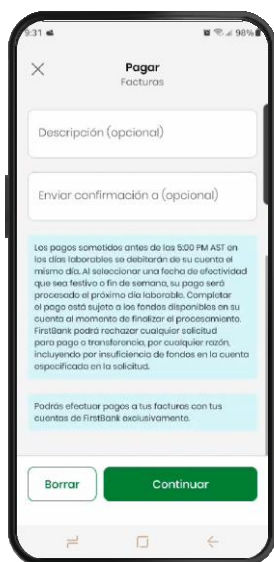 9:31
98%
Pagar
Facturas
Descripción (opcional)
Enviar confirmación a (opcional)
Los pagos sometidos antes de las 5:00 PM AST en
los días laborables se debitarán de su cuenta el
mismo día. Al seleccionar una fecha de efectividad
que sea festivo o fin de semana, su pago será
procesado el próximo día laborable. Completar
el pago está sujeto a los fondos disponibles en su
cuenta al momento de finalizar el procesamiento.
FirstBank podrá rechazar cualquier solicitud
para pago o transferencia, por cualquier razón,
incluyendo por insuficiencia de fondos en la cuenta
especificada en la solicitud.
Podrás efectuar pagos a tus facturas con tus
cuentas de FirstBank exclusivamente.
Borrar
Continuar